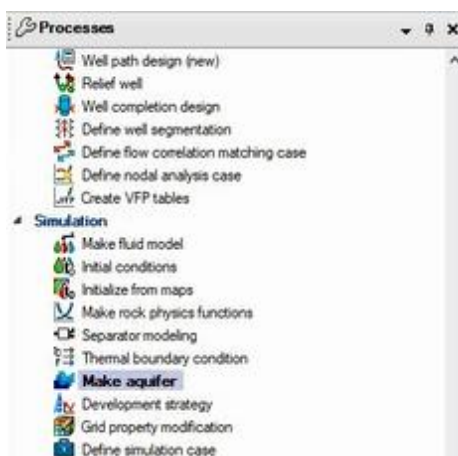 Processes
Well path design (new)
Relief well
Well completion design
Define well segmentation
Define flow correlation matching case
Define nodal analysis case
Create VFP tables
Simulation
Make fluid model
Initial conditions
Initialize from maps
Make rock physics functions
Separator modeling
Thermal boundary condition
Make aquifer
Development strategy
Grid property modification
Define simulation case